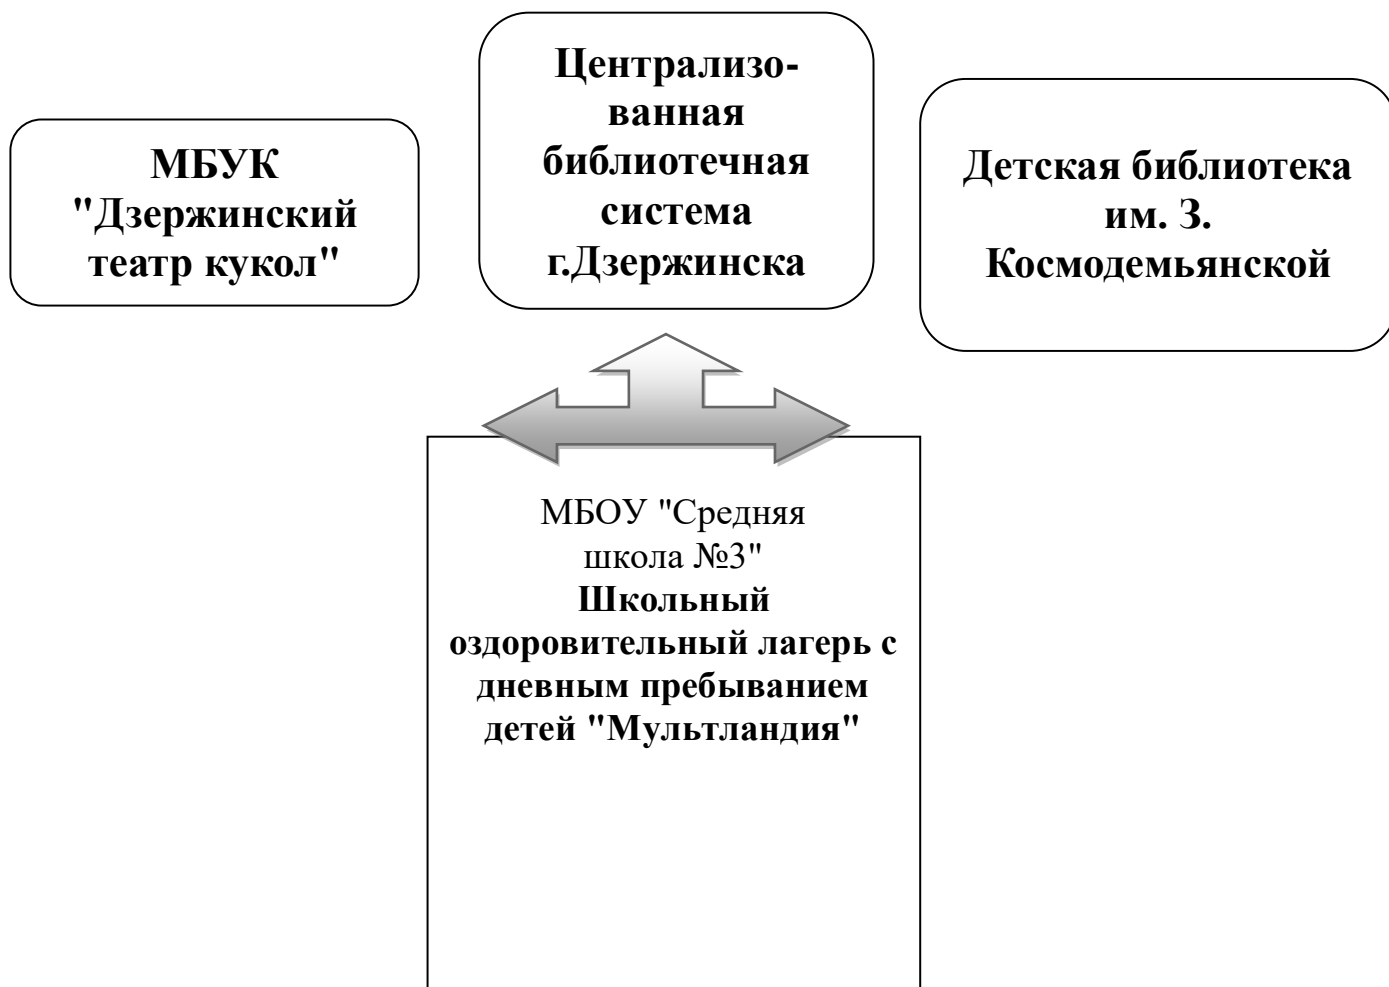 МБУК
"Дзержинский
театр кукол"
Централизо-
ванная
библиотечная
система
г.Дзержинска
Детская библиотека
им. З.
Космодемьянской
МБОУ "Средняя
школа №3"
Школьный
оздоровительный лагерь с
дневным пребыванием
детей "Мультландия"